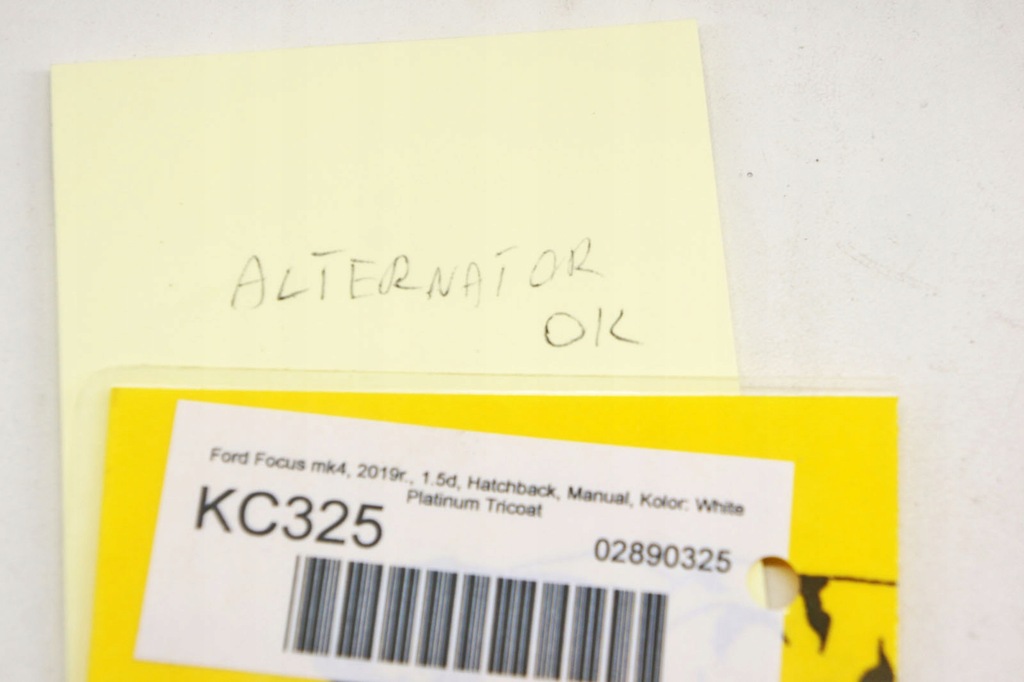 ALTERNATOR
OK
Ford Focus mk4, 2019r., 1.5d, Hatchback, Manual, Kolor: White
Platinum Tricoat
KC325
02890325